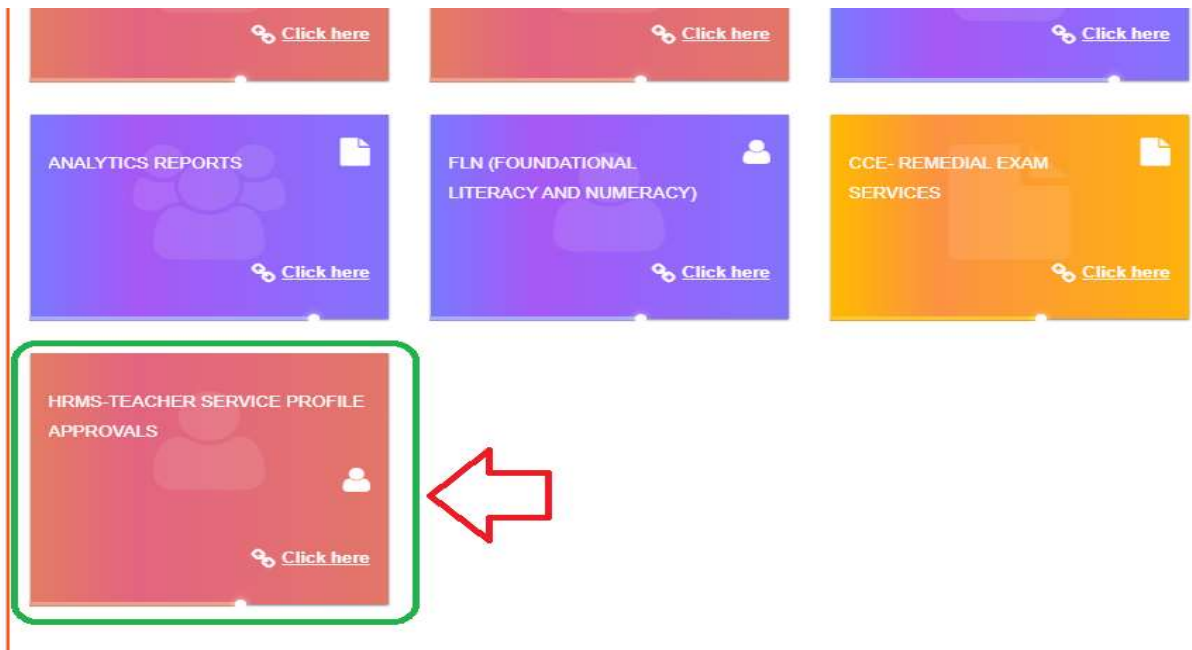 Click here
Click here
Click here
ANALYTICS REPORTS
Click here
FLN (FOUNDATIONAL
LITERACY AND NUMERACY)
Click here
CCE- REMEDIAL EXAM
SERVICES
Click here
HRMS-TEACHER SERVICE PROFILE
APPROVALS
Click here